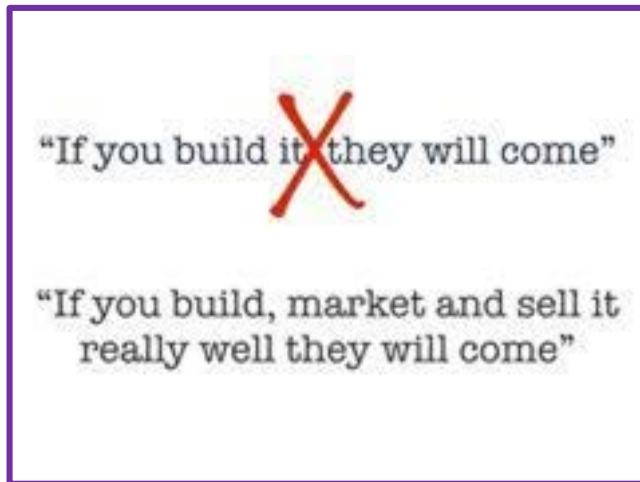 “If you build it they will come”
“If you build, market and sell it
really well they will come”